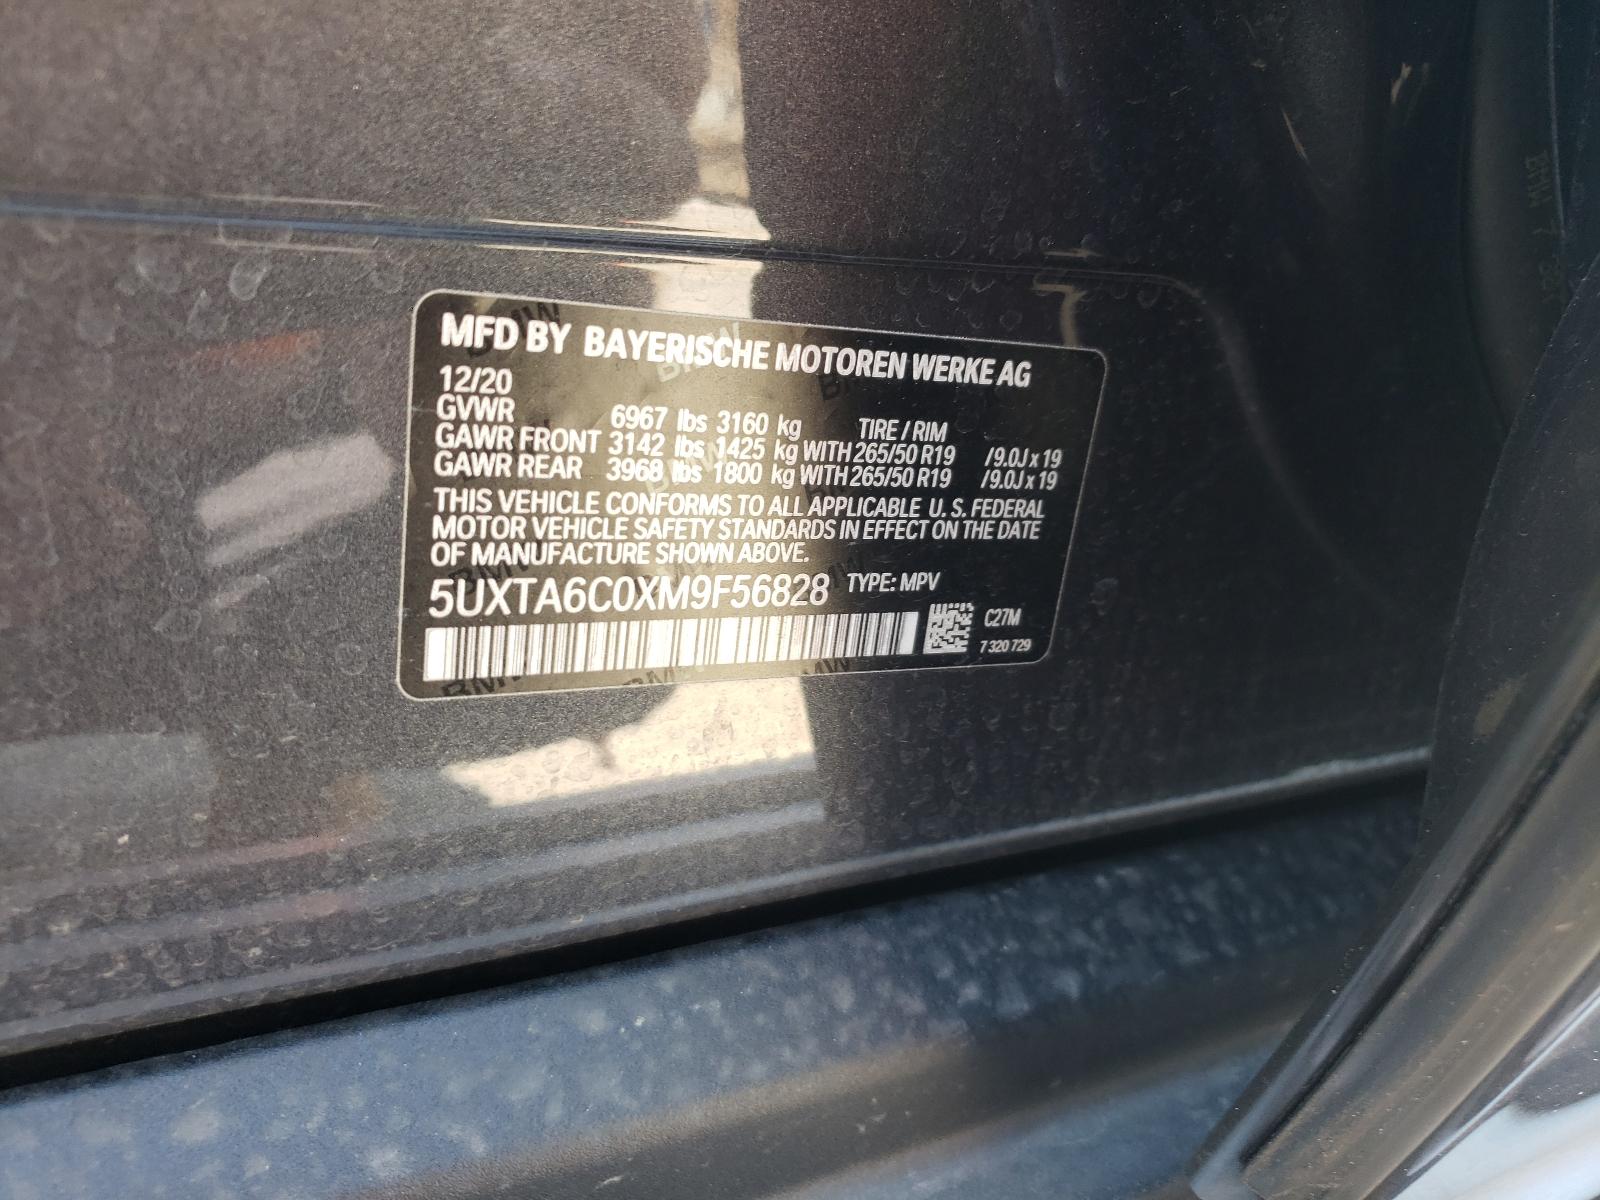 MFD BY BAYERISCHE MOTOREN WERKE AG
12/20
GVWR 6967 lbs 3160 kg TIRE / RIM
GAWR FRONT 3142 lbs 1425 kg WITH 265/50 R19 /9.0J x 19
GAWR REAR 3968 lbs 1800 kg WITH 265/50 R19 /9.0J x 19
THIS VEHICLE CONFORMS TO ALL APPLICABLE U. S. FEDERAL
MOTOR VEHICLE SAFETY STANDARDS IN EFFECT ON THE DATE
OF MANUFACTURE SHOWN ABOVE.
5UXTA6C0XM9F56828 TYPE: MPV
C27M
7 320 729